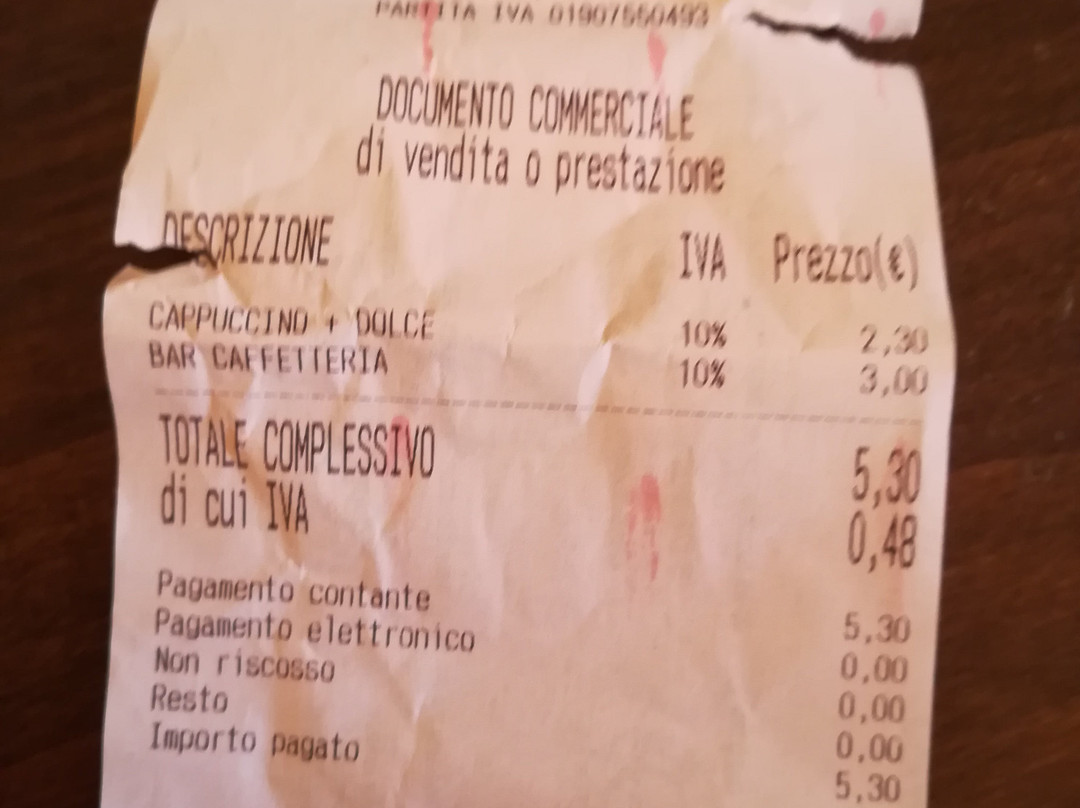 PARTITA IVA 01907550493
DOCUMENTO COMMERCIALE
di vendita o prestazione
DESCRIZIONE IVA Prezzo(€)
CAPPUCCINO + DOLCE 10% 2,30
BAR CAFFETTERIA 10% 3,00
TOTALE COMPLESSIVO 5,30
di cui IVA 0,48
Pagamento contante 5,30
Pagamento elettronico 0,00
Non riscosso 0,00
Resto 0,00
Importo pagato 5,30